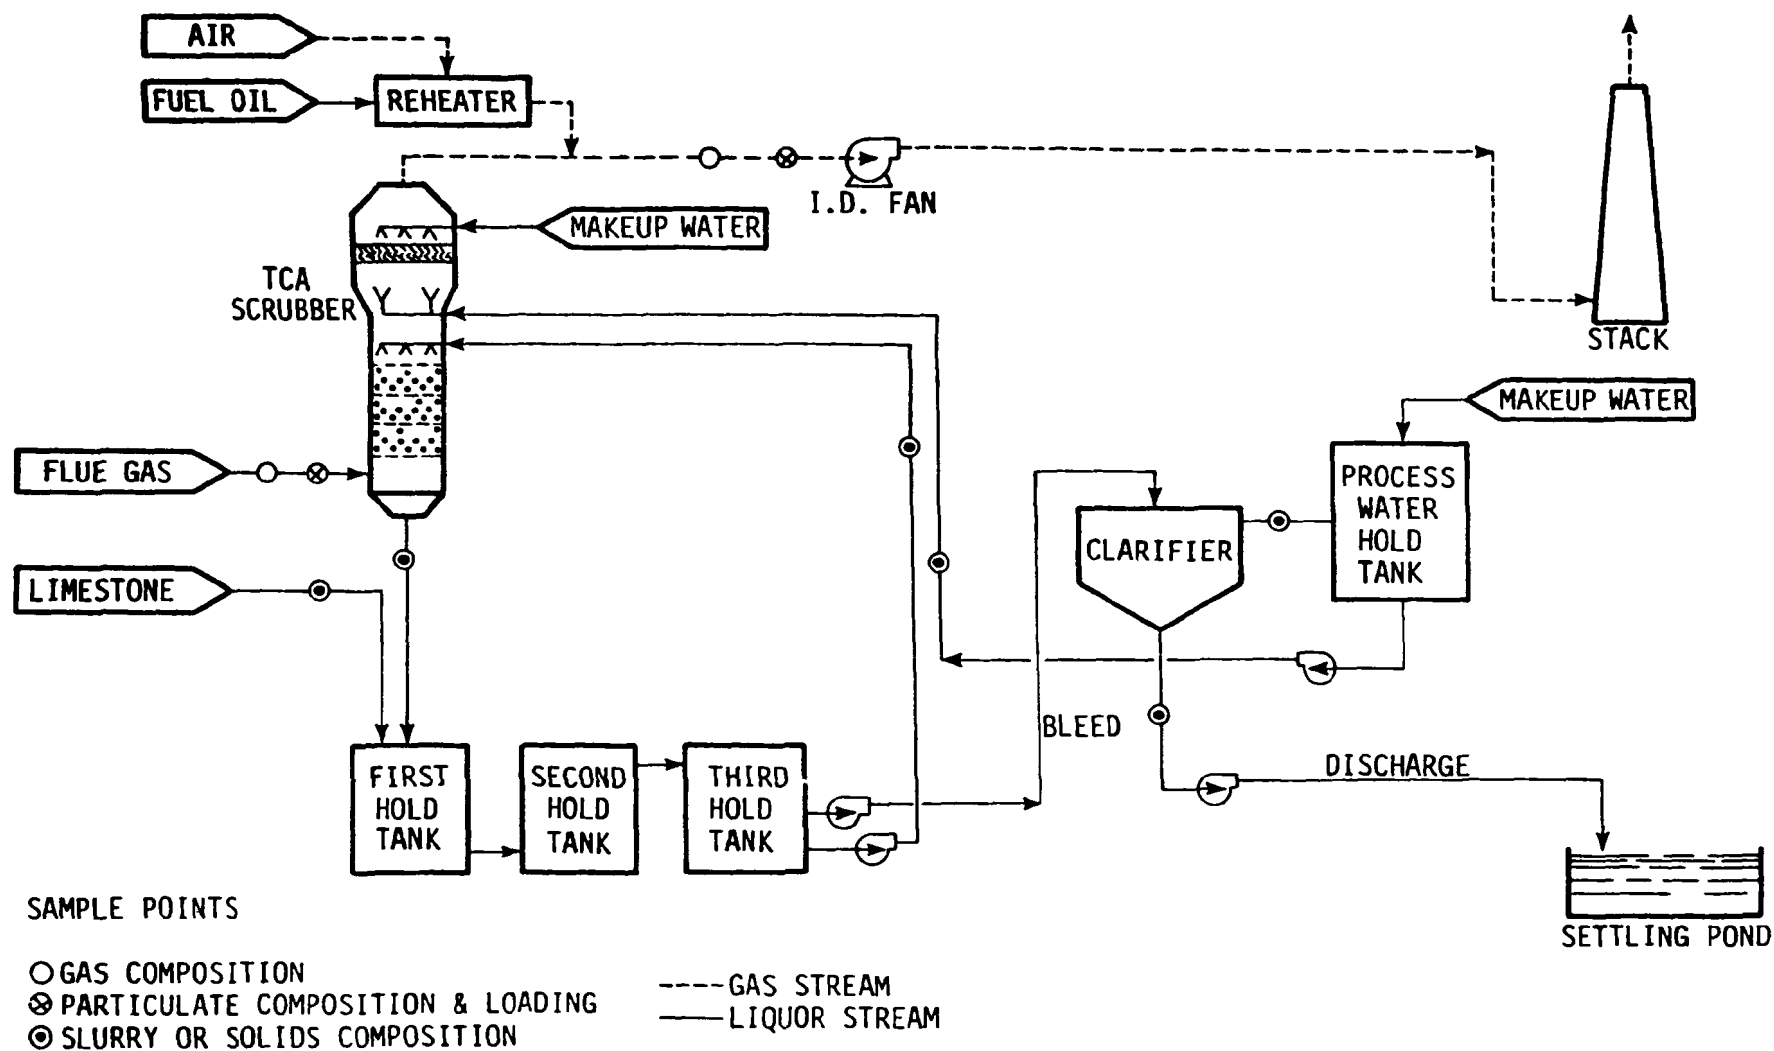 AIR
FUEL OIL
REHEATER
I.D. FAN
MAKEUP WATER
TCA
SCRUBBER
STACK
MAKEUP WATER
FLUE GAS
PROCESS
WATER
HOLD
TANK
CLARIFIER
LIMESTONE
BLEED
DISCHARGE
FIRST
HOLD
TANK
SECOND
HOLD
TANK
THIRD
HOLD
TANK
SETTLING POND
SAMPLE POINTS
GAS COMPOSITION
PARTICULATE COMPOSITION & LOADING
SLURRY OR SOLIDS COMPOSITION
GAS STREAM
LIQUOR STREAM